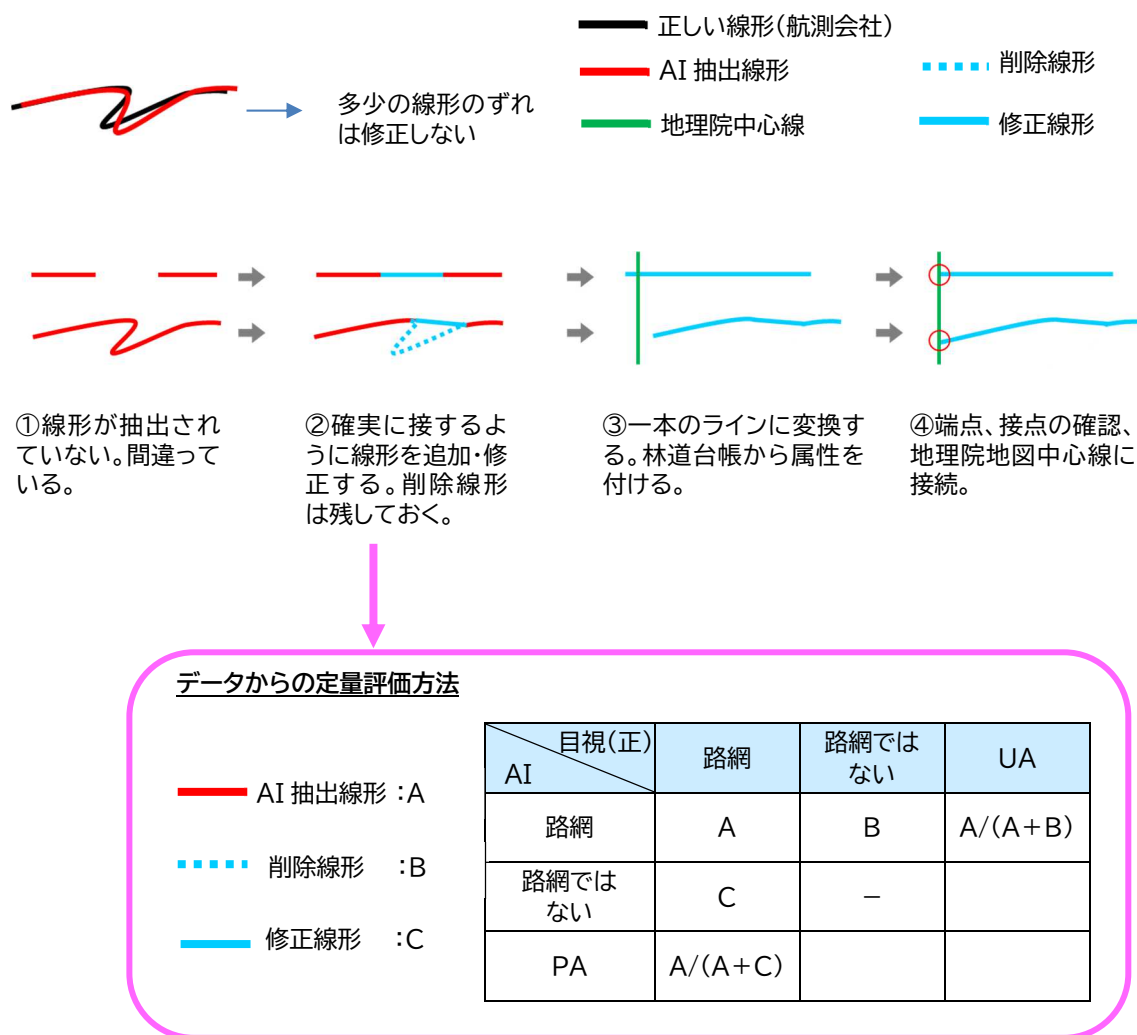 正しい線形(航測会社)
AI 抽出線形
削除線形
地理院中心線
修正線形
多少の線形のずれ
は修正しない
①線形が抽出され
ていない。間違って
いる。
②確実に接するよ
うに線形を追加・修
正する。削除線形
は残しておく。
③一本のラインに変換す
る。林道台帳から属性を
付ける。
④端点、接点の確認、
地理院地図中心線に
接続。
データからの定量評価方法
AI 抽出線形 :A
削除線形 :B
修正線形 :C
目視(正)
AI
路網
路網では
ない
UA
路網
A
B
A/(A+B)
路網では
ない
C
－
PA
A/(A+C)